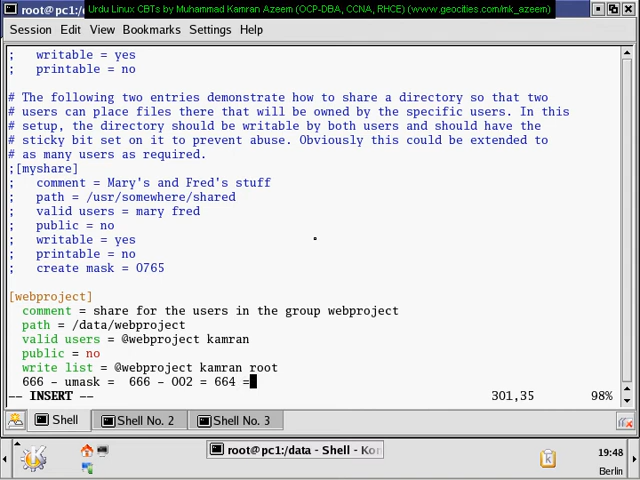 root@pc1:/d
Urdu Linux CBTs by Muhammad Kamran Azeem (OCP-DBA, CCNA, RHCE) (www.geocities.com/mk_azeem)
Session Edit View Bookmarks Settings Help
;   writable = yes
;   printable = no
# The following two entries demonstrate how to share a directory so that two
# users can place files there that will be owned by the specific users. In this
# setup, the directory should be writable by both users and should have the
# sticky bit set on it to prevent abuse. Obviously this could be extended to
# as many users as required.
;[myshare]
;   comment = Mary's and Fred's stuff
;   path = /usr/somewhere/shared
;   valid users = mary fred
;   public = no
;   writable = yes
;   printable = no
;   create mask = 0765
[webproject]
  comment = share for the users in the group webproject
  path = /data/webproject
  valid users = @webproject kamran
  public = no
  write list = @webproject kamran root
  666 - umask =  666 - 002 = 664 =
-- INSERT -- 301,35 98%
Shell Shell No. 2 Shell No. 3
root@pc1:/data - Shell - Kon 19:48
Berlin